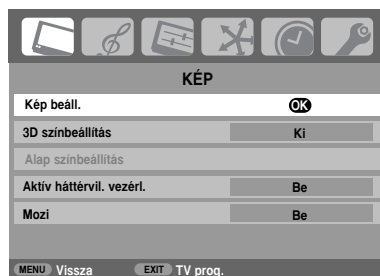 KÉP
Kép beáll. OK
3D színbeállítás Ki
Alap színbeállítás
Aktív háttérvil. vezérl. Be
Mozi Be
MENU Vissza EXIT TV prog.